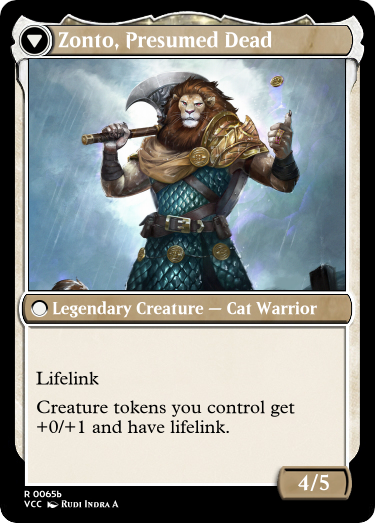 Zonto, Presumed Dead
Legendary Creature — Cat Warrior
Lifelink
Creature tokens you control get
+0/+1 and have lifelink.
4/5
R 0065b
VCC Rudi Indra A